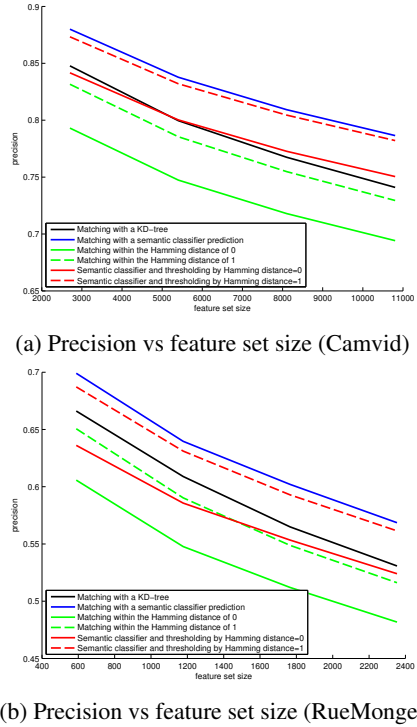 0.9
0.85
0.8
0.75
0.7
0.65
precision
Matching with a KD−tree
Matching with a semantic classifier prediction
Matching within the Hamming distance of 0
Matching within the Hamming distance of 1
Semantic classifier and thresholding by Hamming distance=0
Semantic classifier and thresholding by Hamming distance=1
2000 3000 4000 5000 6000 7000 8000 9000 10000 11000
feature set size
(a) Precision vs feature set size (Camvid)
0.7
0.65
0.6
0.55
0.5
0.45
precision
Matching with a KD−tree
Matching with a semantic classifier prediction
Matching within the Hamming distance of 0
Matching within the Hamming distance of 1
Semantic classifier and thresholding by Hamming distance=0
Semantic classifier and thresholding by Hamming distance=1
400 600 800 1000 1200 1400 1600 1800 2000 2200 2400
feature set size
(b) Precision vs feature set size (RueMonge